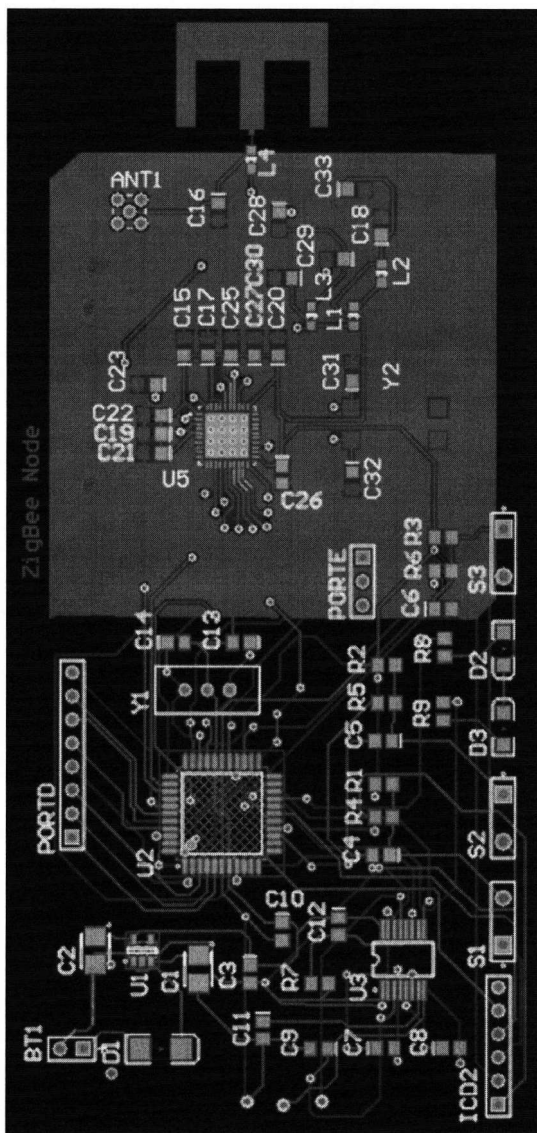 ANT1
C16
L4
C33
C28
C18
C29
C30
L3
L2
L1
C15
C17
C25
C27
C20
C23
C31
Y2
C22
C19
C21
U5
C26
C32
ZigBee Node
R3
R6
C6
S3
PORTE
C14
C13
R2
R8
D2
Y1
R5
R9
C5
D3
PORTD
R1
R4
S2
U2
C4
C10
C12
C2
U1
C1
C3
R7
U3
S1
BT1
D1
C11
C9
C7
C8
ICD2